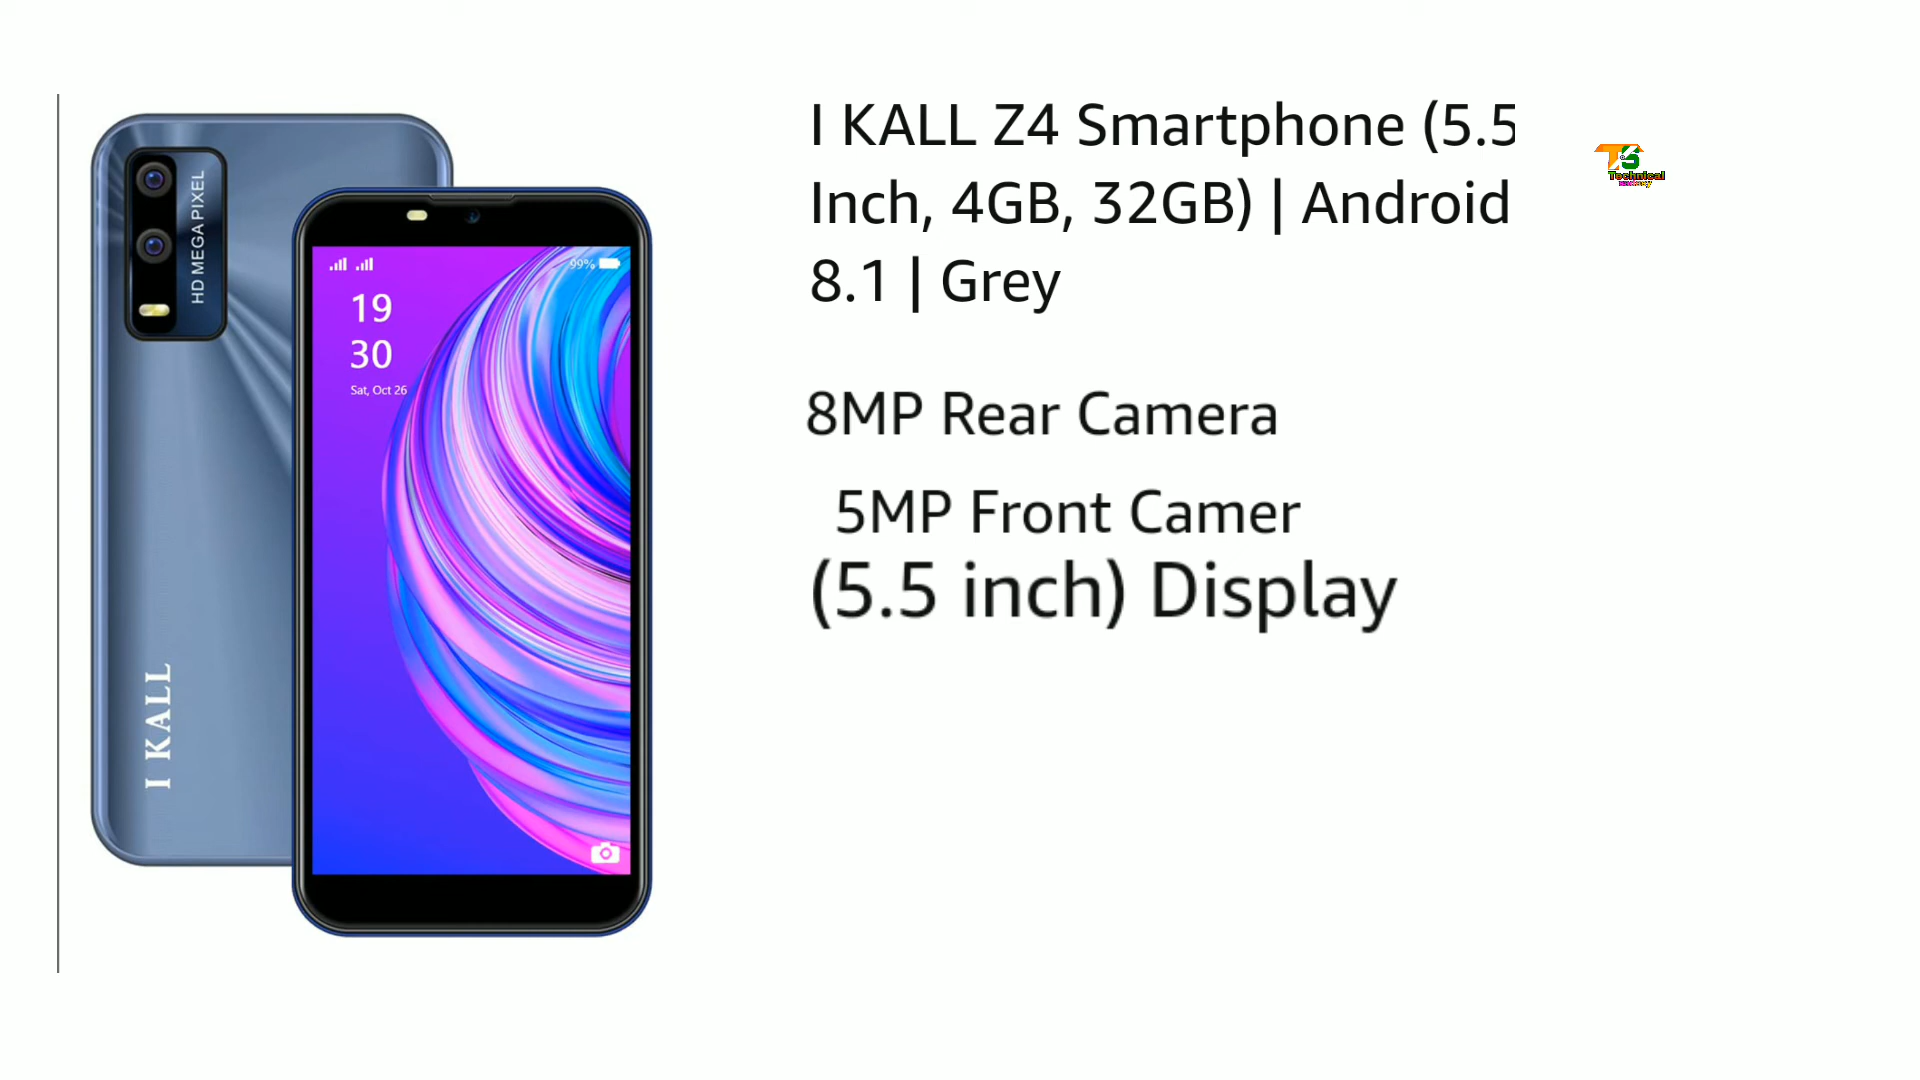 HD MEGA PIXEL
I KALL
99%
19
30
Sat, Oct 26
I KALL Z4 Smartphone (5.5
Inch, 4GB, 32GB) | Android
8.1 | Grey
8MP Rear Camera
5MP Front Camer
(5.5 inch) Display
TS
Technical